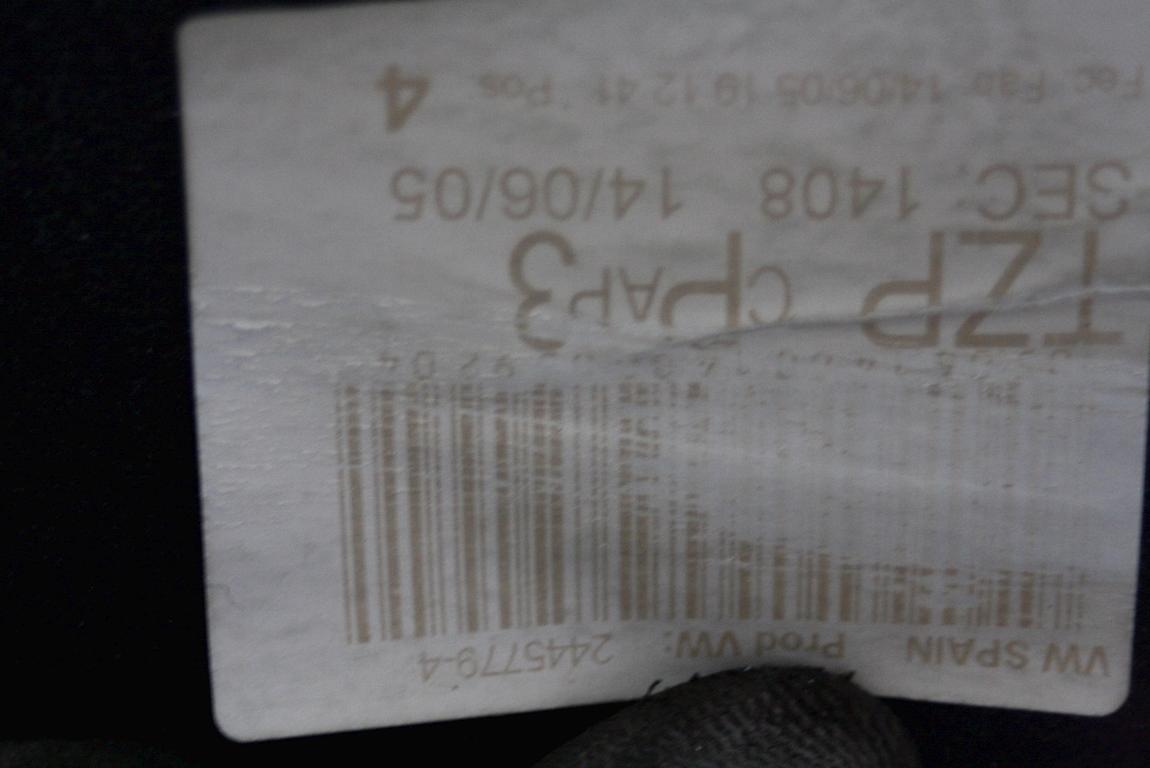 VW SPAIN Prod VW: 2445779-4
TZP CPAP3
SEC. 1408 14/06/05
Fec. Fab. 14/06/05 19:12:41 Pos. 4